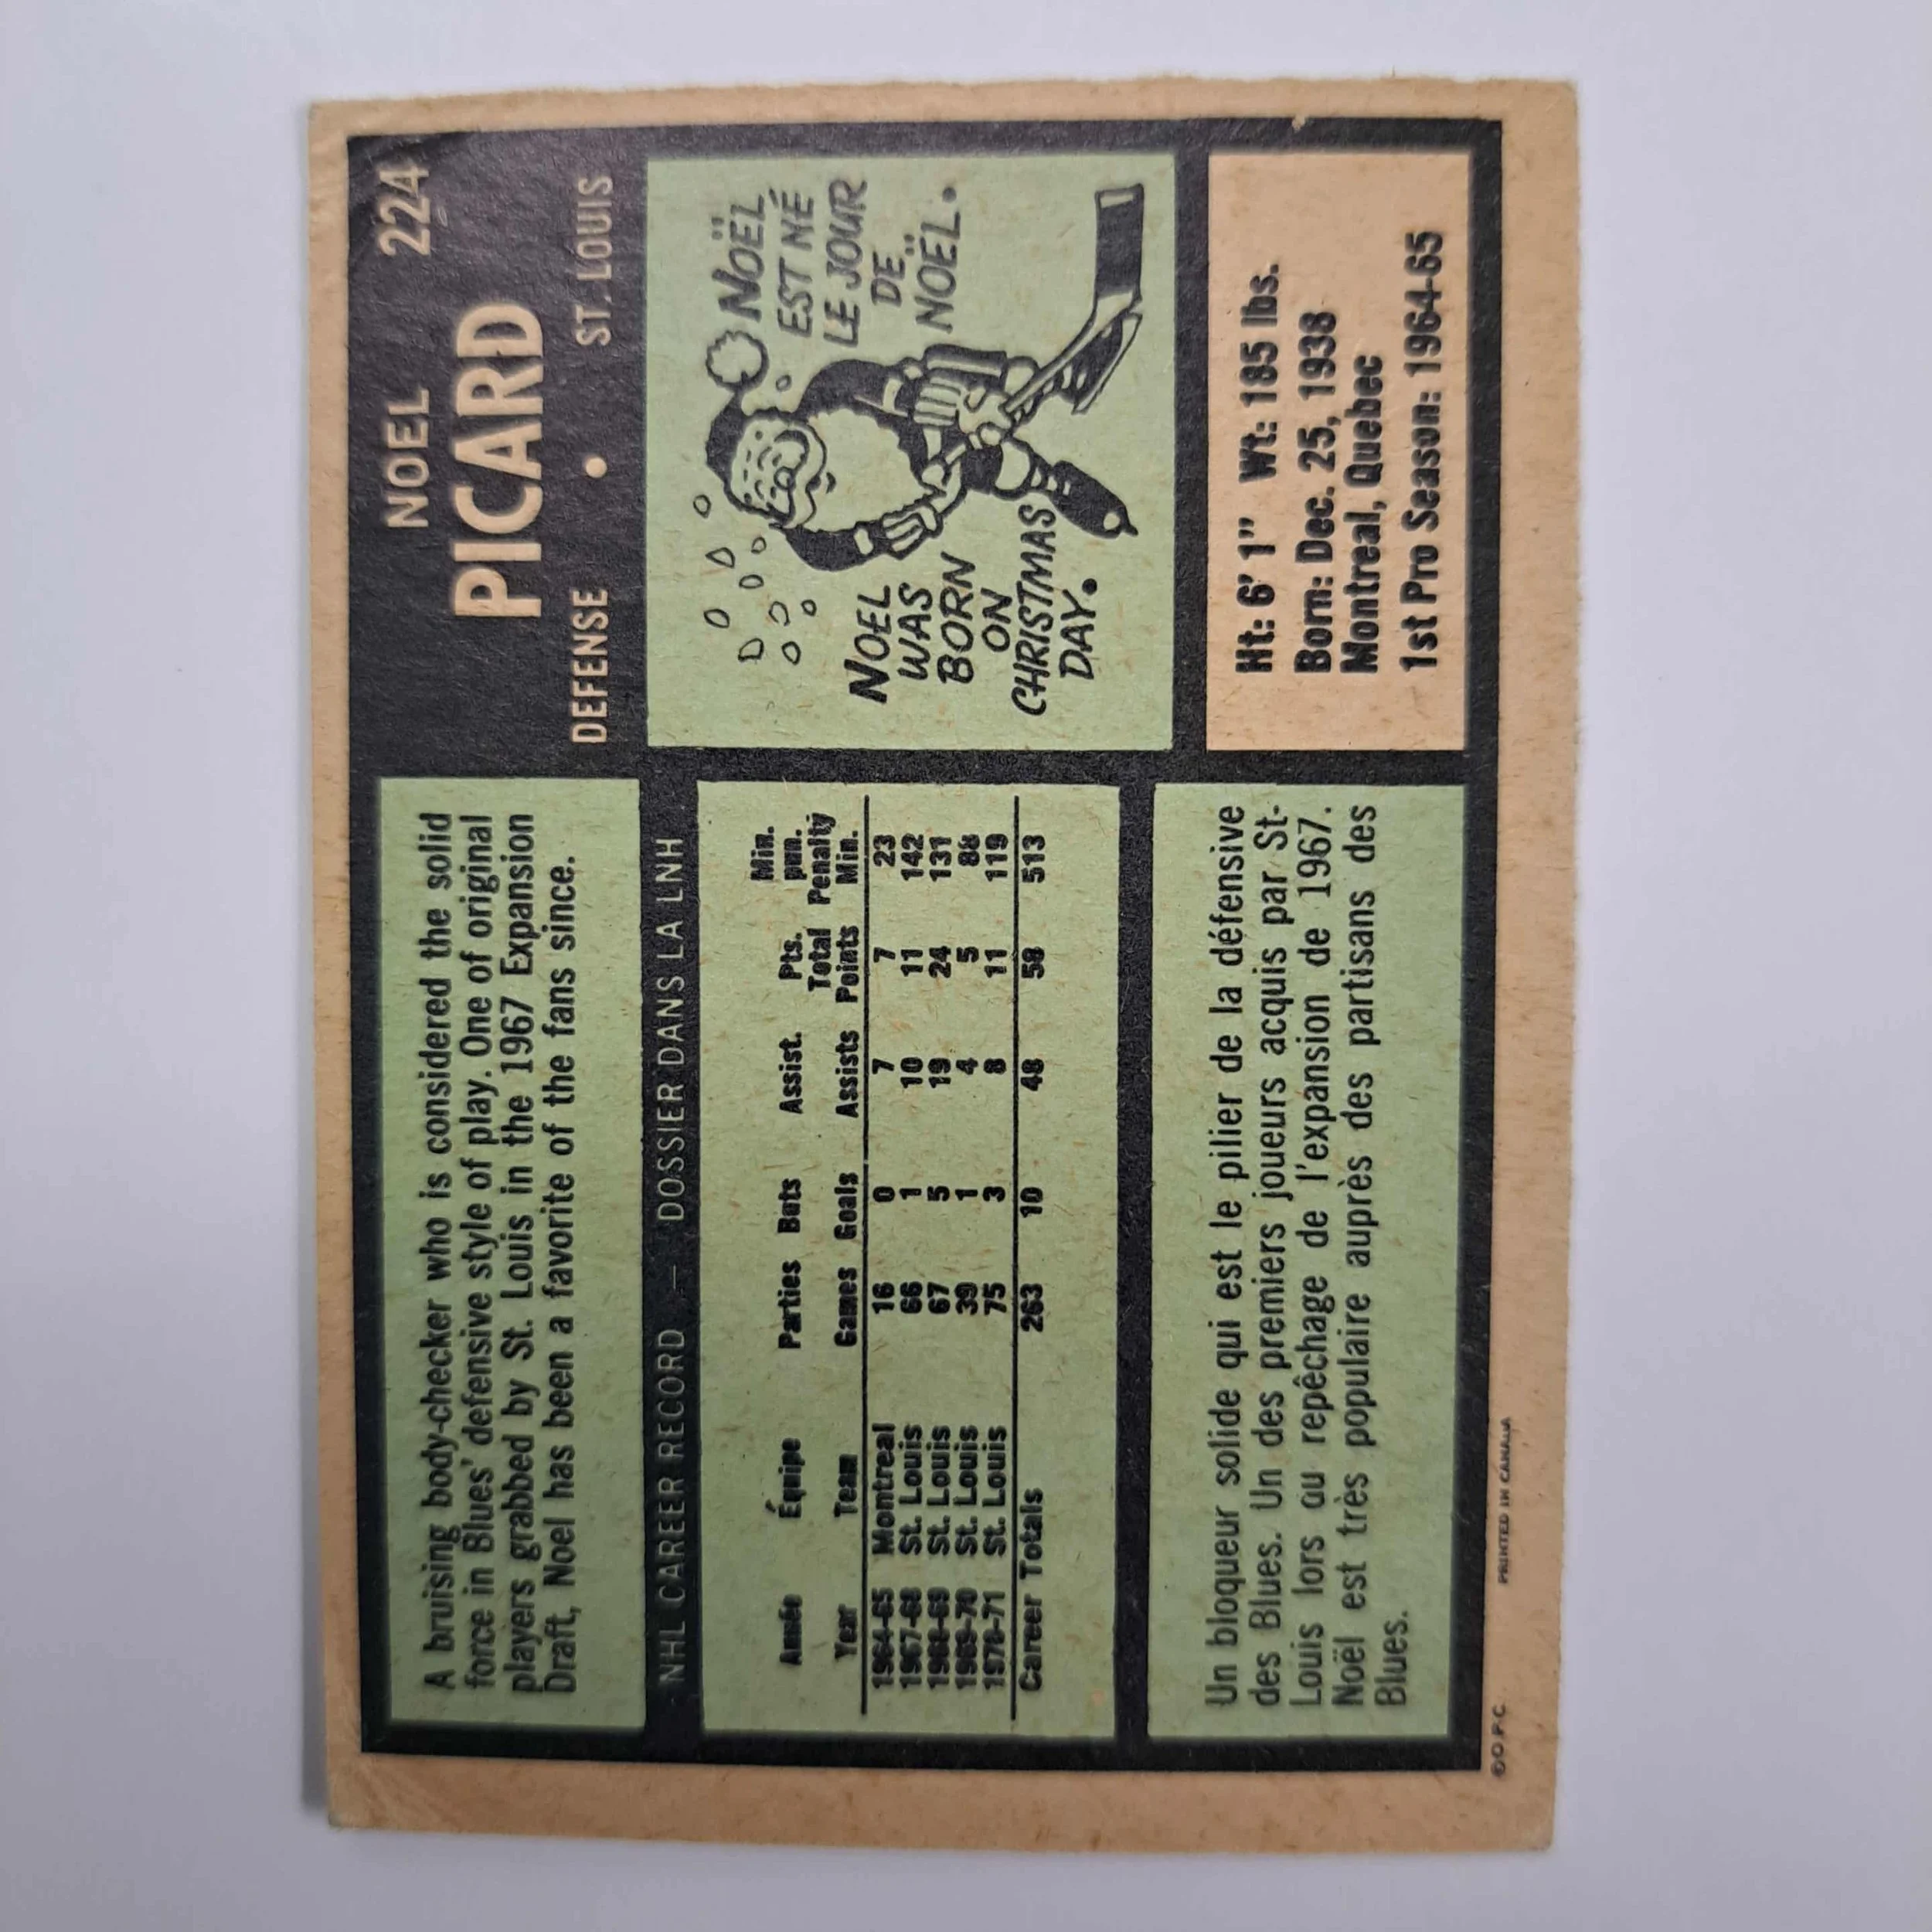 A bruising body-checker who is considered the solid
force in Blues' defensive style of play. One of original
players grabbed by St. Louis in the 1967 Expansion
Draft, Noel has been a favorite of the fans since.
NOEL 224
PICARD
DEFENSE • ST. LOUIS
NHL CAREER RECORD — DOSSIER DANS LA LNH
Année Équipe Parties Buts Assist. Pts. Min. pun.
Year Team Games Goals Assists Total Points Penalty Min.
1964-65 Montreal 16 0 7 7 23
1967-68 St. Louis 66 1 10 11 142
1968-69 St. Louis 67 5 19 24 131
1969-70 St. Louis 39 1 4 5 88
1970-71 St. Louis 75 3 8 11 119
Career Totals 263 10 48 58 513
NOEL
WAS
BORN
ON
CHRISTMAS
DAY.
NOËL
EST NÉ
LE JOUR
DE
NOËL.
Un bloqueur solide qui est le pilier de la défensive
des Blues. Un des premiers joueurs acquis par St-
Louis lors au repêchage de l'expansion de 1967.
Noël est très populaire auprès des partisans des
Blues.
Ht: 6' 1" Wt: 185 lbs.
Born: Dec. 25, 1938
Montreal, Quebec
1st Pro Season: 1964-65
©O.P.C. PRINTED IN CANADA